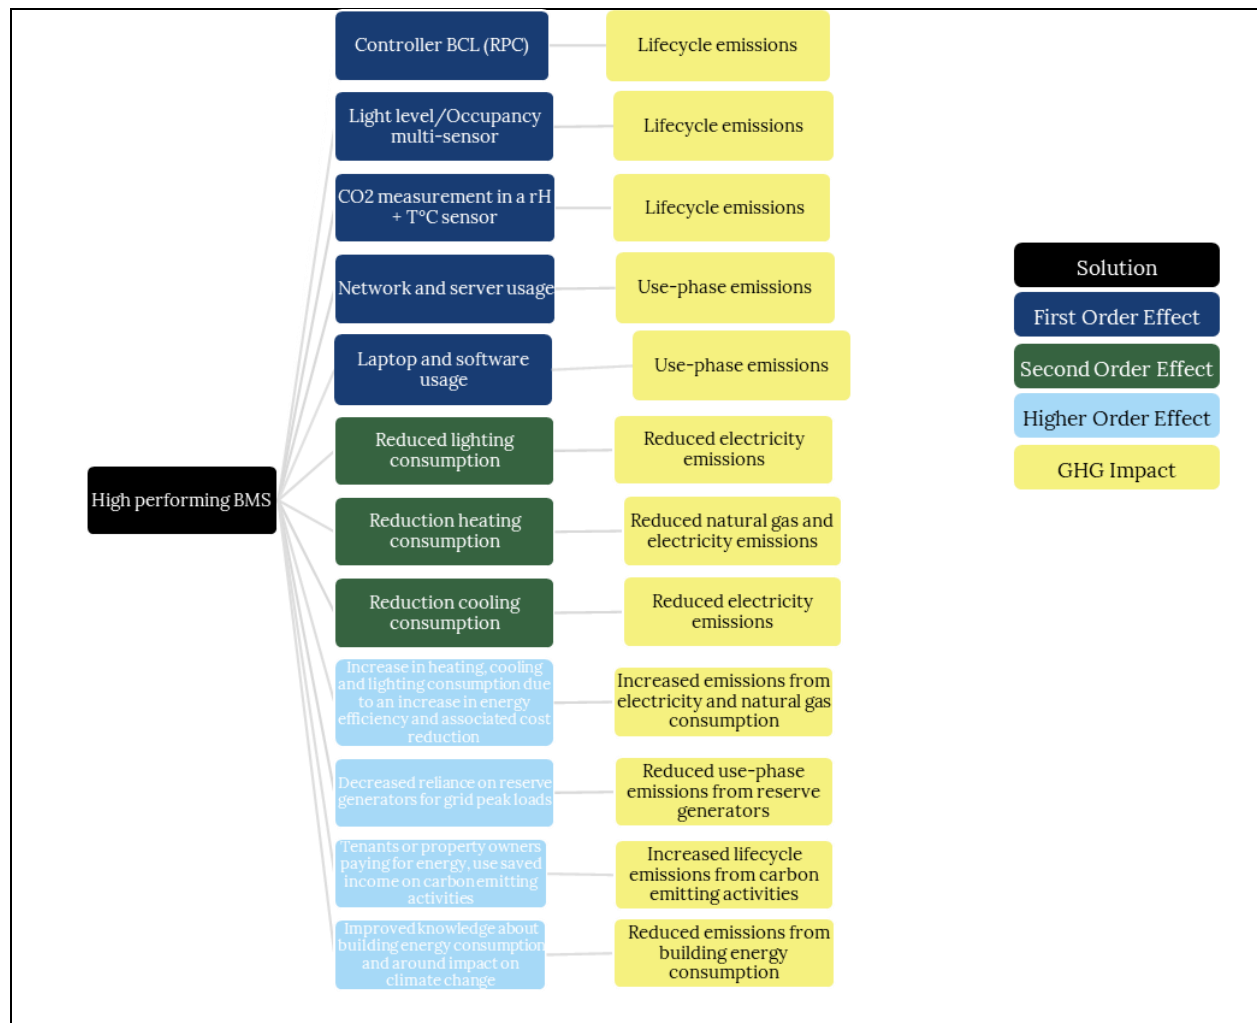 Controller BCL (RPC)
Lifecycle emissions
Light level/Occupancy
multi-sensor
Lifecycle emissions
CO2 measurement in a rH
+ T°C sensor
Lifecycle emissions
Network and server usage
Use-phase emissions
Laptop and software
usage
Use-phase emissions
Reduced lighting
consumption
Reduced electricity
emissions
High performing BMS
Reduction heating
consumption
Reduced natural gas and
electricity emissions
Reduction cooling
consumption
Reduced electricity
emissions
Increase in heating, cooling
and lighting consumption due
to an increase in energy
efficiency and associated cost
reduction
Increased emissions from
electricity and natural gas
consumption
Decreased reliance on reserve
generators for grid peak loads
Reduced use-phase
emissions from reserve
generators
Tenants or property owners
paying for energy, use saved
income on carbon emitting
activities
Increased lifecycle
emissions from carbon
emitting activities
Improved knowledge about
building energy consumption
and around impact on
climate change
Reduced emissions from
building energy
consumption
Solution
First Order Effect
Second Order Effect
Higher Order Effect
GHG Impact